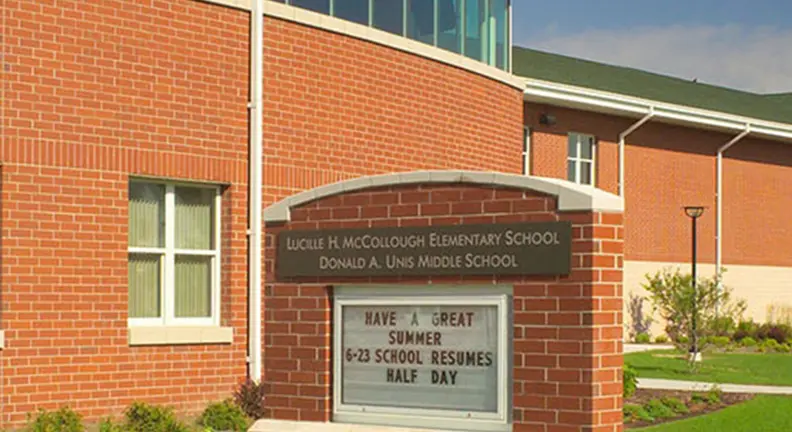 LUCILLE H. MCCOLLOUGH ELEMENTARY SCHOOL
DONALD A. UNIS MIDDLE SCHOOL
HAVE A GREAT
SUMMER
6-23 SCHOOL RESUMES
HALF DAY